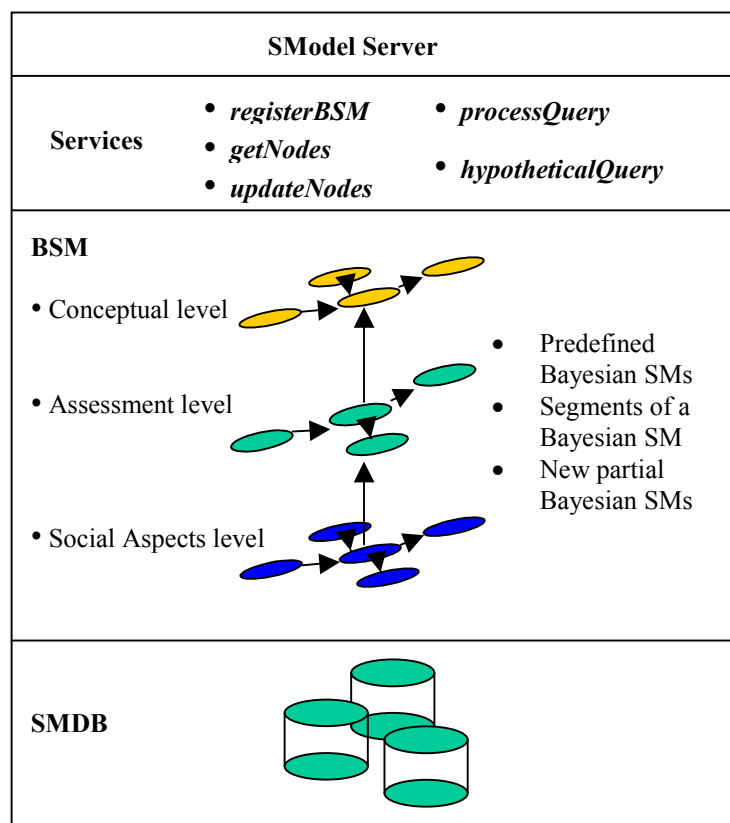 SModel Server
Services
• registerBSM
• getNodes
• updateNodes
• processQuery
• hypotheticalQuery
BSM
• Conceptual level
• Assessment level
• Social Aspects level
• Predefined
Bayesian SMs
• Segments of a
Bayesian SM
• New partial
Bayesian SMs
SMDB